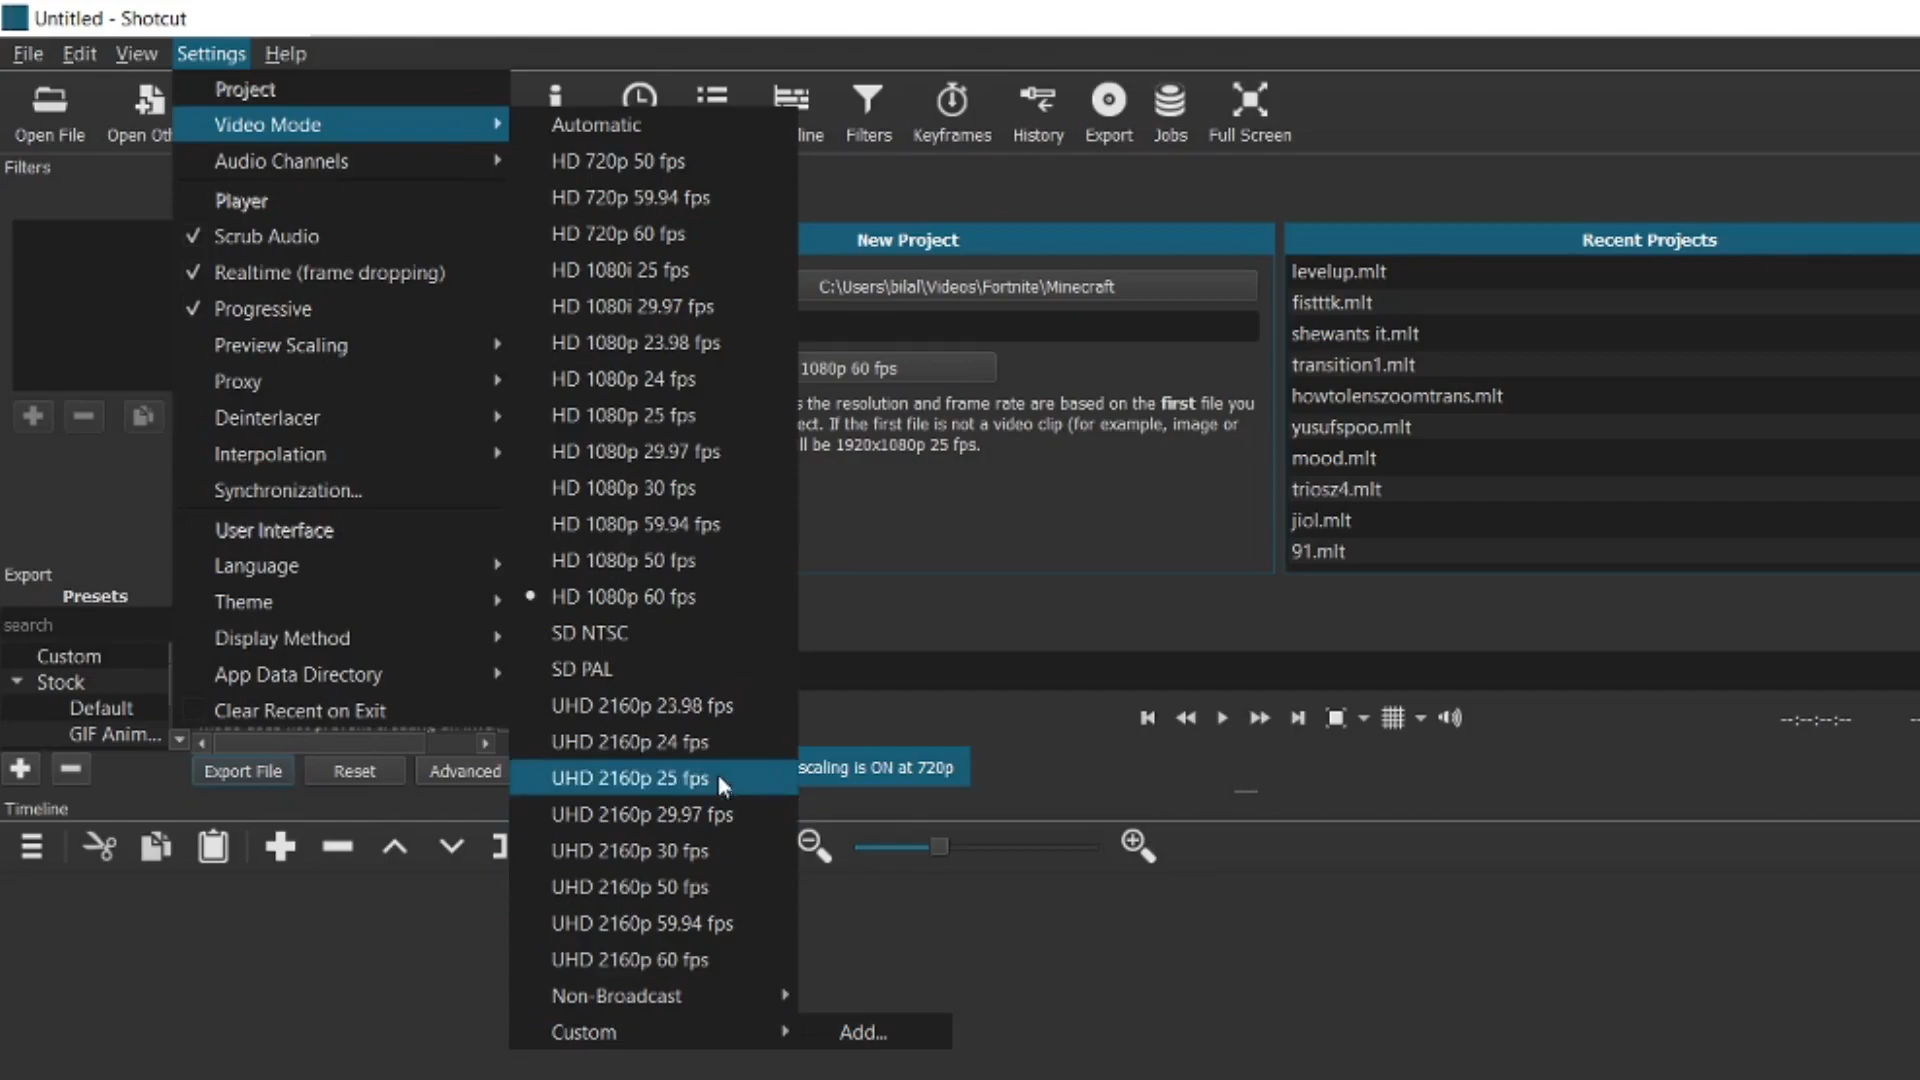 Untitled - Shotcut
File Edit View Settings Help
Open File
Open Oth
line
Filters
Keyframes
History
Export
Jobs
Full Screen
Filters
Project
Video Mode
Audio Channels
Player
Scrub Audio
Realtime (frame dropping)
Progressive
Preview Scaling
Proxy
Deinterlacer
Interpolation
Synchronization...
User Interface
Language
Theme
Display Method
App Data Directory
Clear Recent on Exit
Automatic
HD 720p 50 fps
HD 720p 59.94 fps
HD 720p 60 fps
HD 1080i 25 fps
HD 1080i 29.97 fps
HD 1080p 23.98 fps
HD 1080p 24 fps
HD 1080p 25 fps
HD 1080p 29.97 fps
HD 1080p 30 fps
HD 1080p 59.94 fps
HD 1080p 50 fps
HD 1080p 60 fps
SD NTSC
SD PAL
UHD 2160p 23.98 fps
UHD 2160p 24 fps
UHD 2160p 25 fps
UHD 2160p 29.97 fps
UHD 2160p 30 fps
UHD 2160p 50 fps
UHD 2160p 59.94 fps
UHD 2160p 60 fps
Non-Broadcast
Custom
Add...
New Project
C:\Users\bilal\Videos\Fortnite\Minecraft
1080p 60 fps
s the resolution and frame rate are based on the first file you
ect. If the first file is not a video clip (for example, image or
ll be 1920x1080p 25 fps.
Recent Projects
levelup.mlt
fistttk.mlt
shewants it.mlt
transition1.mlt
howtolenszoomtrans.mlt
yusufspoo.mlt
mood.mlt
triosz4.mlt
jiol.mlt
91.mlt
Export
Presets
search
Custom
Stock
Default
GIF Anim...
Export File
Reset
Advanced
scaling is ON at 720p
--:--:--:--
Timeline